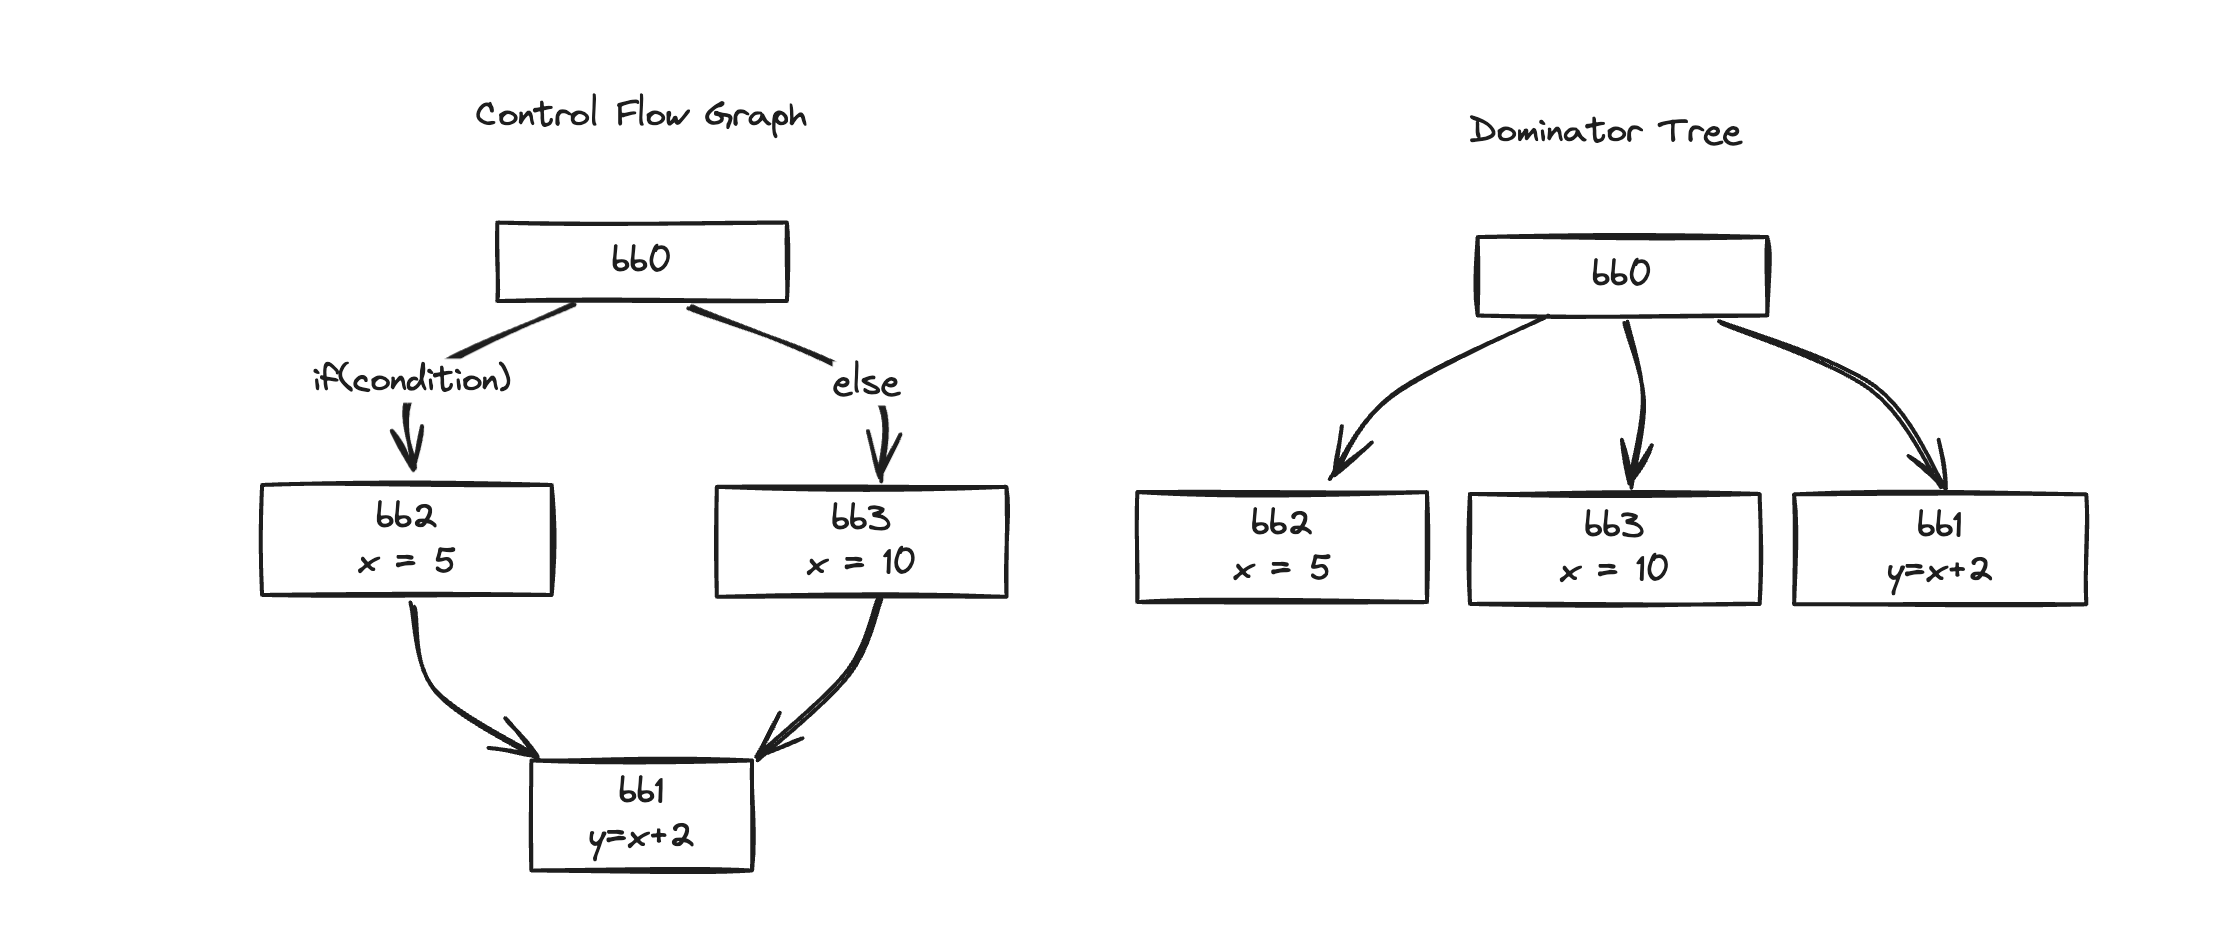 Control Flow Graph
bb0
if(condition)
else
bb2
x = 5
bb3
x = 10
bb1
y=x+2
Dominator Tree
bb0
bb2
x = 5
bb3
x = 10
bb1
y=x+2